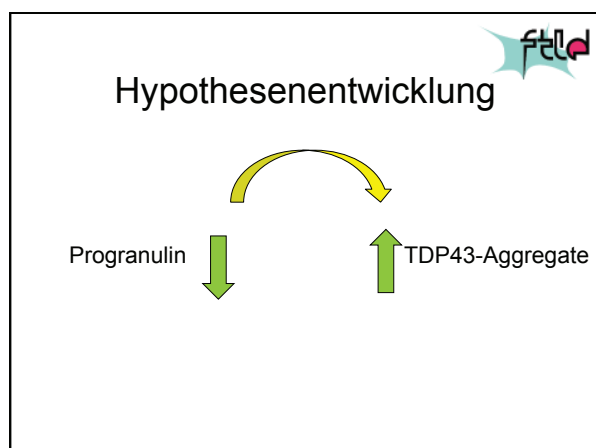 ftld
Hypothesenentwicklung
Progranulin
TDP43-Aggregate